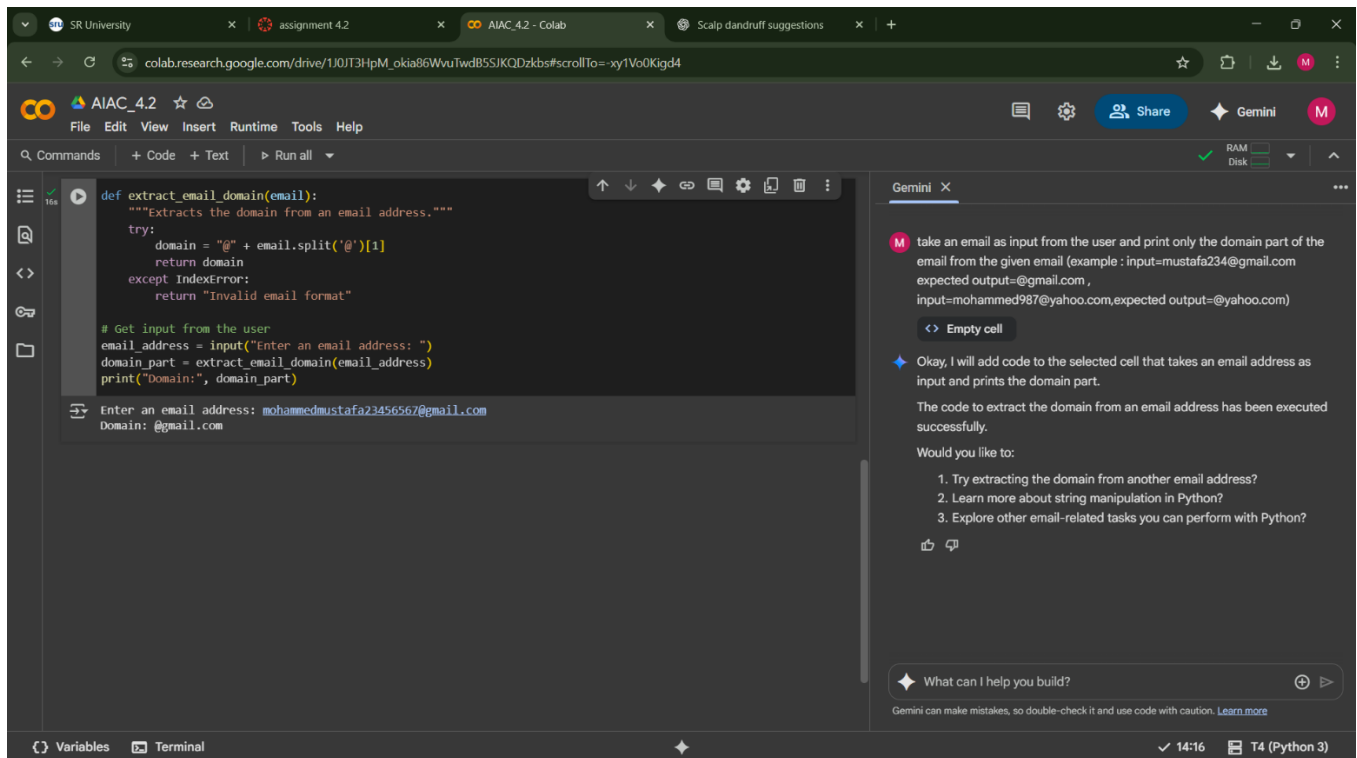 SR University
assignment 4.2
AIAC_4.2 - Colab
Scalp dandruff suggestions
colab.research.google.com/drive/1J0JT3HpM_okia86WvuTwdB5SJKQDzkbs#scrollTo=-xy1Vo0Kigd4
M
AIAC_4.2
File Edit View Insert Runtime Tools Help
Share
Gemini
M
Commands + Code + Text Run all
RAM
Disk
16s
def extract_email_domain(email):
"""Extracts the domain from an email address."""
try:
domain = "@" + email.split('@')[1]
return domain
except IndexError:
return "Invalid email format"
# Get input from the user
email_address = input("Enter an email address: ")
domain_part = extract_email_domain(email_address)
print("Domain:", domain_part)
Enter an email address: mohammedmustafa23456567@gmail.com
Domain: @gmail.com
Gemini
M
take an email as input from the user and print only the domain part of the
email from the given email (example : input=mustafa234@gmail.com
expected output=@gmail.com ,
input=mohammed987@yahoo.com,expected output=@yahoo.com)
<> Empty cell
Okay, I will add code to the selected cell that takes an email address as
input and prints the domain part.
The code to extract the domain from an email address has been executed
successfully.
Would you like to:
1. Try extracting the domain from another email address?
2. Learn more about string manipulation in Python?
3. Explore other email-related tasks you can perform with Python?
What can I help you build?
Gemini can make mistakes, so double-check it and use code with caution. Learn more
{} Variables
Terminal
14:16
T4 (Python 3)